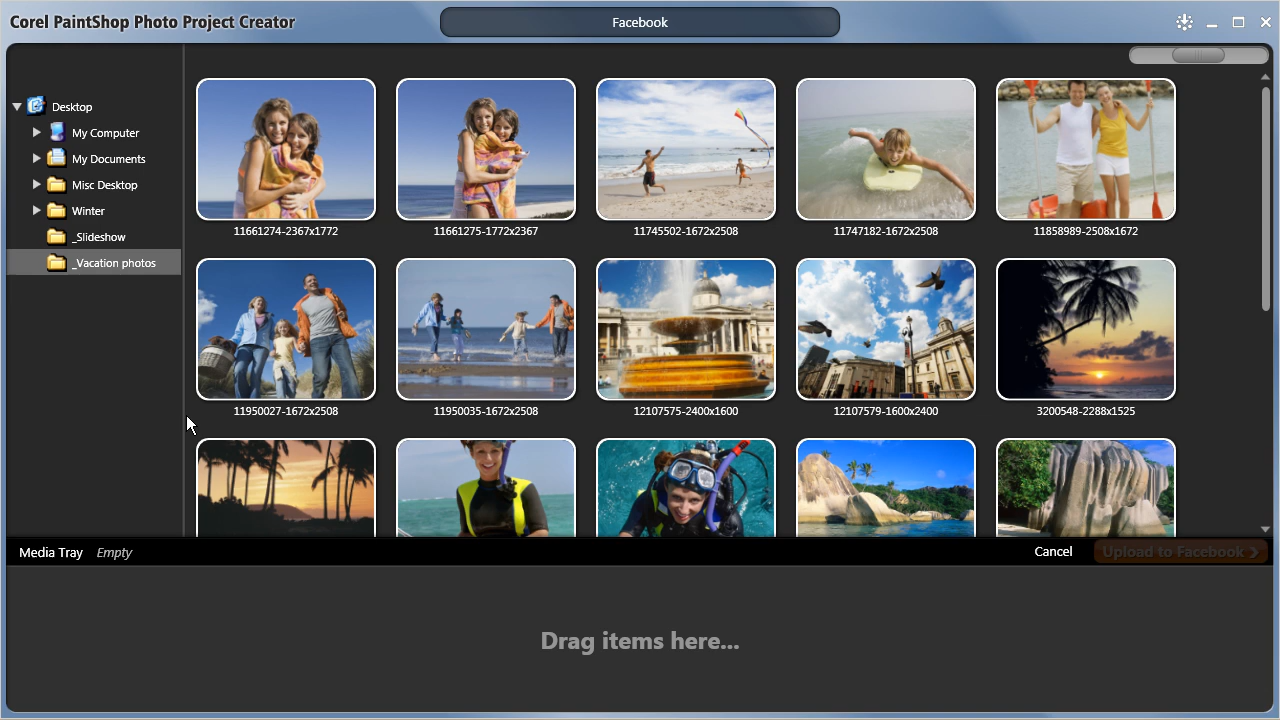 Corel PaintShop Photo Project Creator
Facebook
Desktop
My Computer
My Documents
Misc Desktop
Winter
_Slideshow
_Vacation photos
11661274-2367x1772
11661275-1772x2367
11745502-1672x2508
11747182-1672x2508
11858989-2508x1672
11950027-1672x2508
11950035-1672x2508
12107575-2400x1600
12107579-1600x2400
3200548-2288x1525
Media Tray Empty
Cancel
Upload to Facebook
Drag items here...